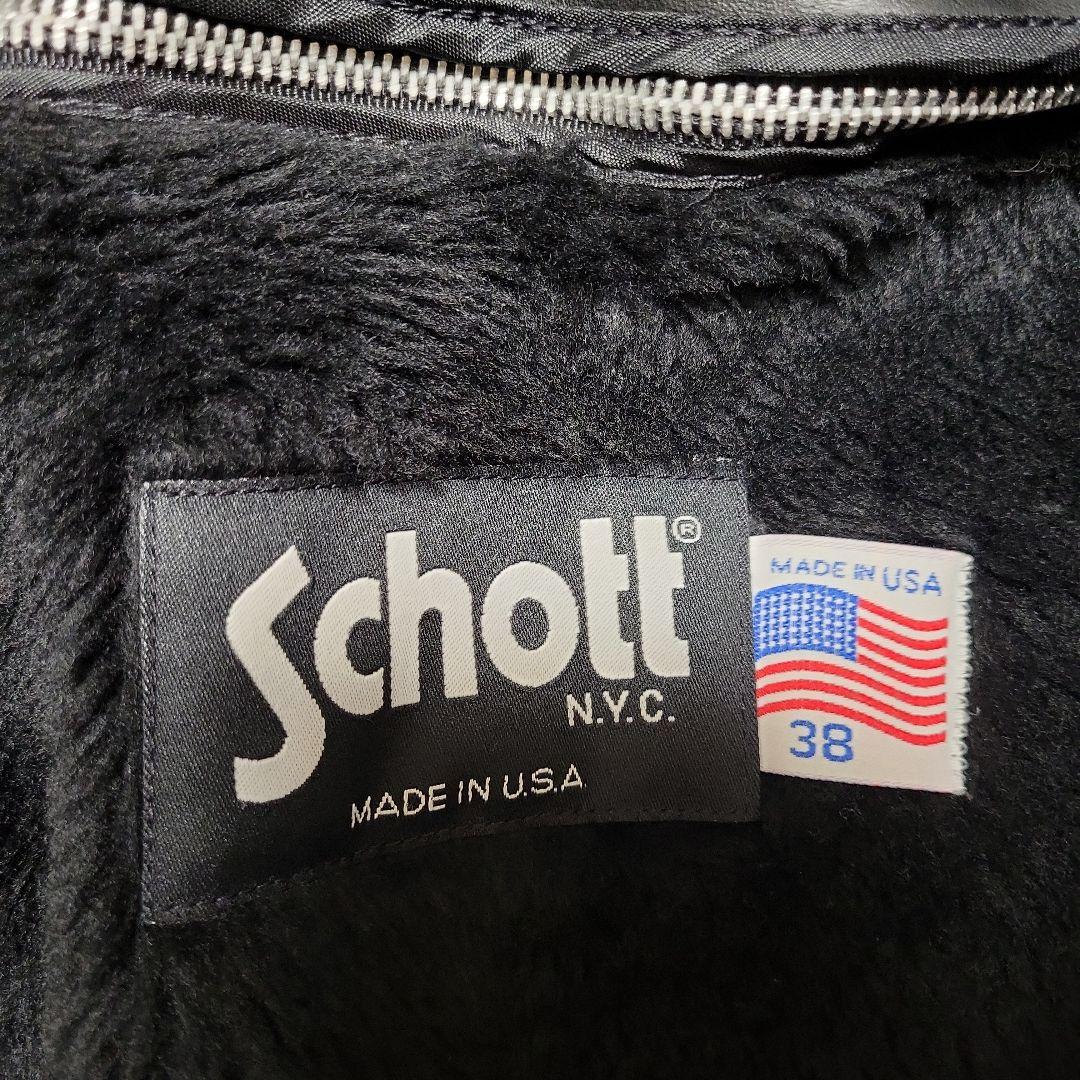 Schott®
N.Y.C.
MADE IN U.S.A
MADE IN USA
38